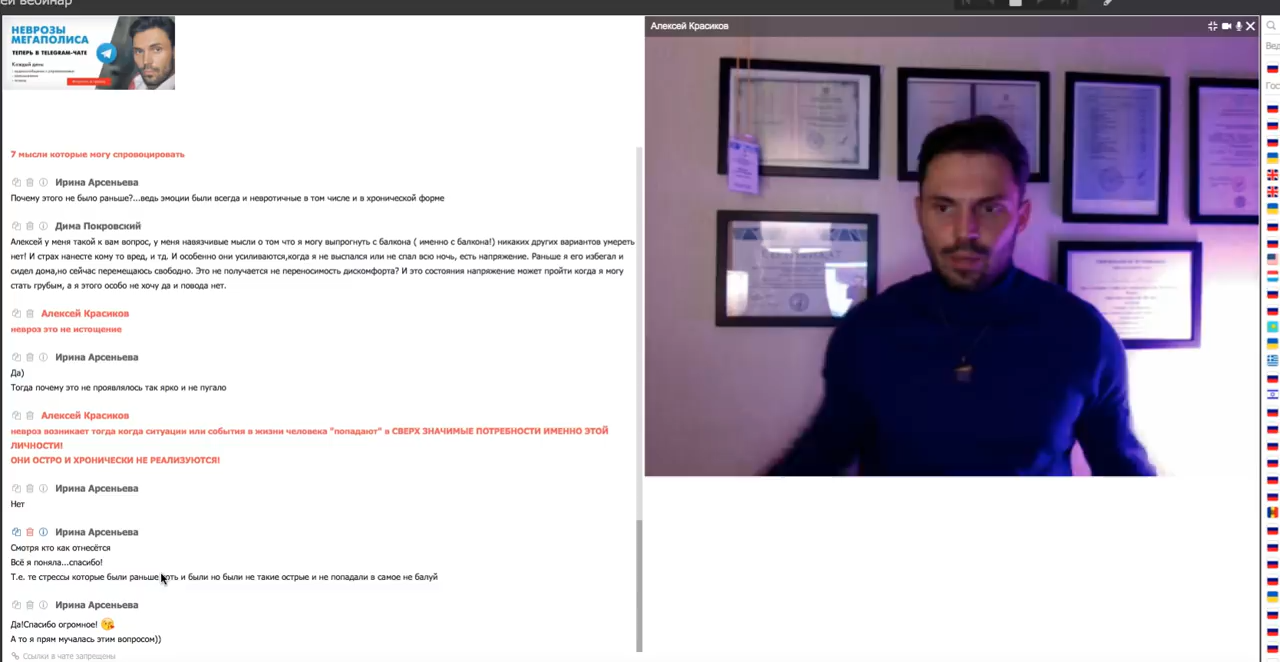 ей вебинар
НЕВРОЗЫ
МЕГАПОЛИСА
ТЕПЕРЬ В TELEGRAM-ЧАТЕ
Каждый день:
7 мысли которые могу спровоцировать
Ирина Арсеньева
Почему этого не было раньше?...ведь эмоции были всегда и невротичные в том числе и в хронической форме
Дима Покровский
Алексей у меня такой к вам вопрос, у меня навязчивые мысли о том что я могу выпрогнуть с балкона ( именно с балкона!) никаких других вариантов умереть
нет! И страх нанесте кому то вред, и тд. И особенно они усиливаются,когда я не выспался или не спал всю ночь, есть напряжение. Раньше я его избегал и
сидел дома,но сейчас перемещаюсь свободно. Это не получается не переносимость дискомфорта? И это состояния напряжение может пройти когда я могу
стать грубым, а я этого особо не хочу да и повода нет.
Алексей Красиков
невроз это не истощение
Ирина Арсеньева
Да)
Тогда почему это не проявлялось так ярко и не пугало
Алексей Красиков
невроз возникает тогда когда ситуации или события в жизни человека "попадают" в СВЕРХ ЗНАЧИМЫЕ ПОТРЕБНОСТИ ИМЕННО ЭТОЙ
ЛИЧНОСТИ!
ОНИ ОСТРО И ХРОНИЧЕСКИ НЕ РЕАЛИЗУЮТСЯ!
Ирина Арсеньева
Нет
Ирина Арсеньева
Смотря кто как отнесётся
Всё я поняла...спасибо!
Т.е. те стрессы которые были раньше хоть и были но были не такие острые и не попадали в самое не балуй
Ирина Арсеньева
Да!Спасибо огромное!
А то я прям мучалась этим вопросом))
Ссылки в чате запрещены
Алексей Красиков
Вед
Гос